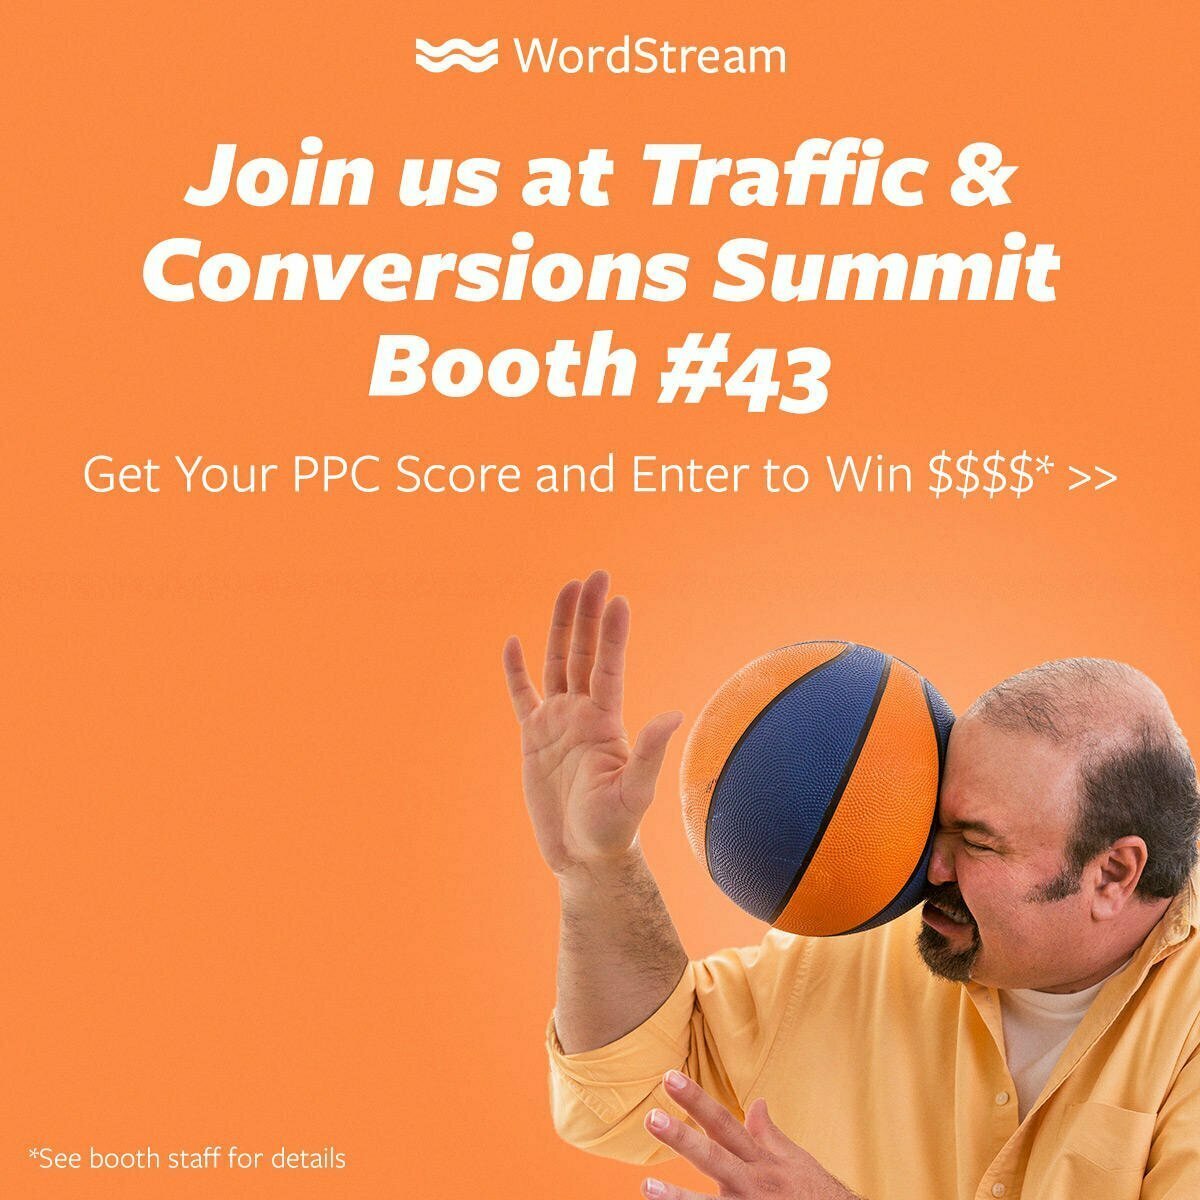 WordStream
Join us at Traffic &
Conversions Summit
Booth #43
Get Your PPC Score and Enter to Win $$$$* >>
*See booth staff for details